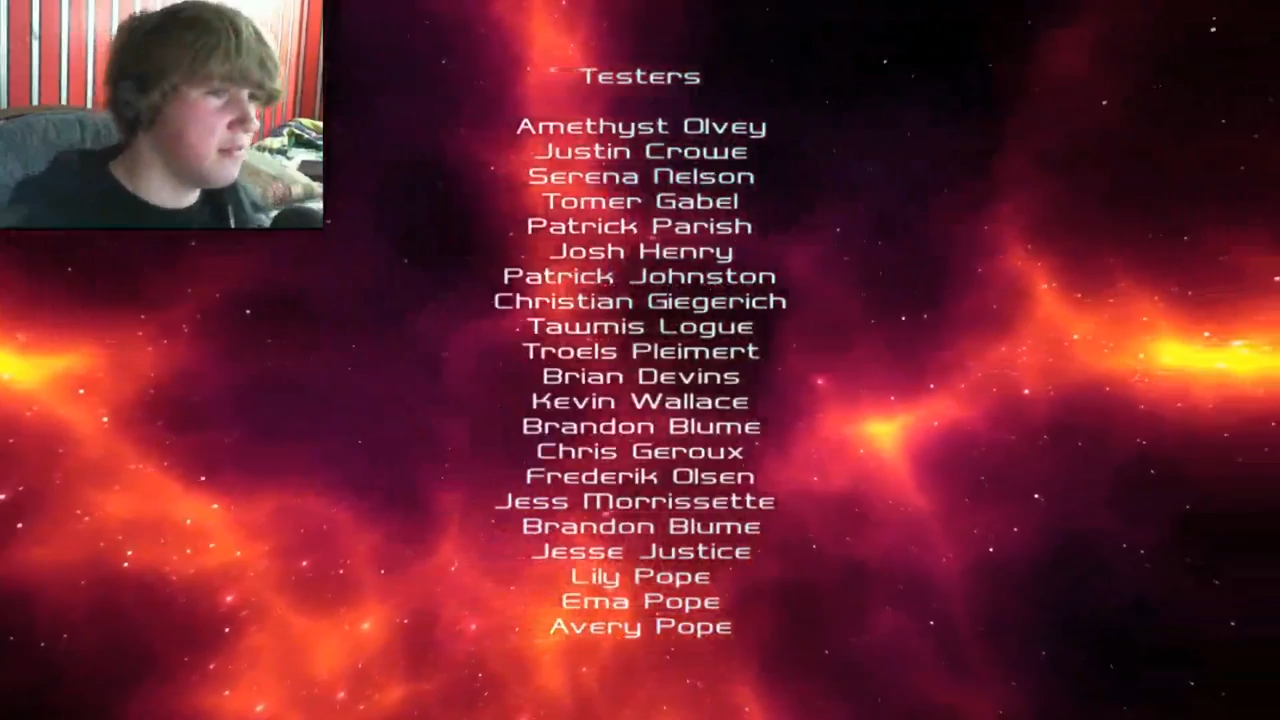 Testers
Amethyst Olvey
Justin Crowe
Serena Nelson
Tomer Gabel
Patrick Parish
Josh Henry
Patrick Johnston
Christian Giegerich
Tawmis Logue
Troels Pleimert
Brian Devins
Kevin Wallace
Brandon Blume
Chris Geroux
Frederik Olsen
Jess Morrissette
Brandon Blume
Jesse Justice
Lily Pope
Ema Pope
Avery Pope